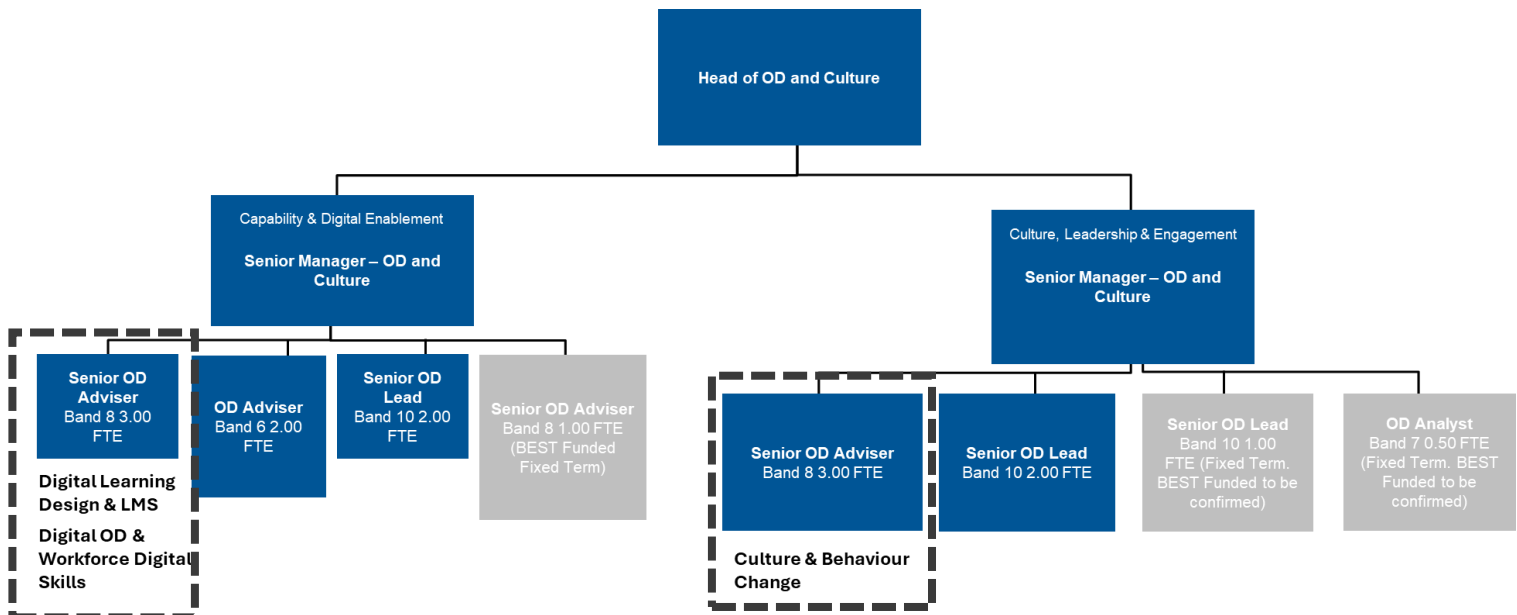 Head of OD and Culture
Capability & Digital Enablement
Senior Manager – OD and
Culture
Culture, Leadership & Engagement
Senior Manager – OD and
Culture
Senior OD
Adviser
Band 8 3.00
FTE
OD Adviser
Band 6 2.00
FTE
Senior OD
Lead
Band 10 2.00
FTE
Senior OD Adviser
Band 8 1.00 FTE
(BEST Funded
Fixed Term)
Digital Learning
Design & LMS
Digital OD &
Workforce Digital
Skills
Senior OD Adviser
Band 8 3.00 FTE
Senior OD Lead
Band 10 2.00 FTE
Senior OD Lead
Band 10 1.00
FTE (Fixed Term.
BEST Funded to be
confirmed)
OD Analyst
Band 7 0.50 FTE
(Fixed Term. BEST
Funded to be
confirmed)
Culture & Behaviour
Change